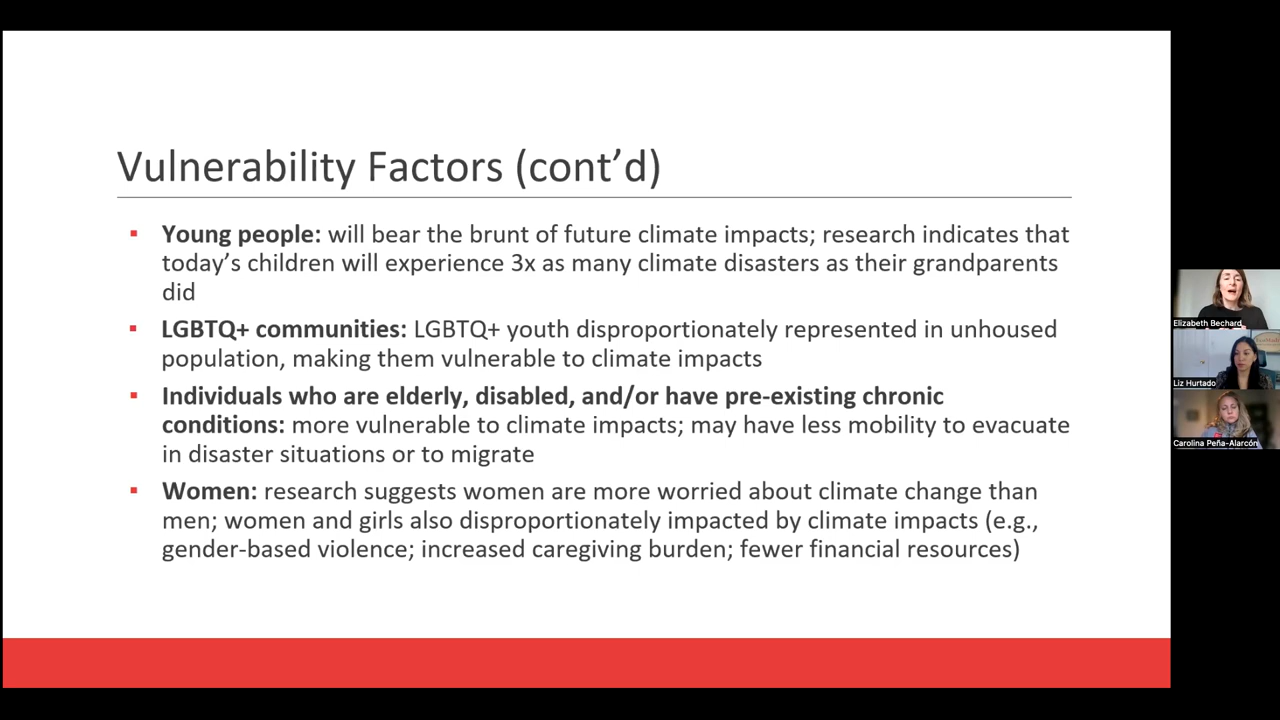 Vulnerability Factors (cont’d)
▪ Young people: will bear the brunt of future climate impacts; research indicates that
today’s children will experience 3x as many climate disasters as their grandparents
did
▪ LGBTQ+ communities: LGBTQ+ youth disproportionately represented in unhoused
population, making them vulnerable to climate impacts
▪ Individuals who are elderly, disabled, and/or have pre-existing chronic
conditions: more vulnerable to climate impacts; may have less mobility to evacuate
in disaster situations or to migrate
▪ Women: research suggests women are more worried about climate change than
men; women and girls also disproportionately impacted by climate impacts (e.g.,
gender-based violence; increased caregiving burden; fewer financial resources)
Elizabeth Bechard
Liz Hurtado
Carolina Peña-Alarcón